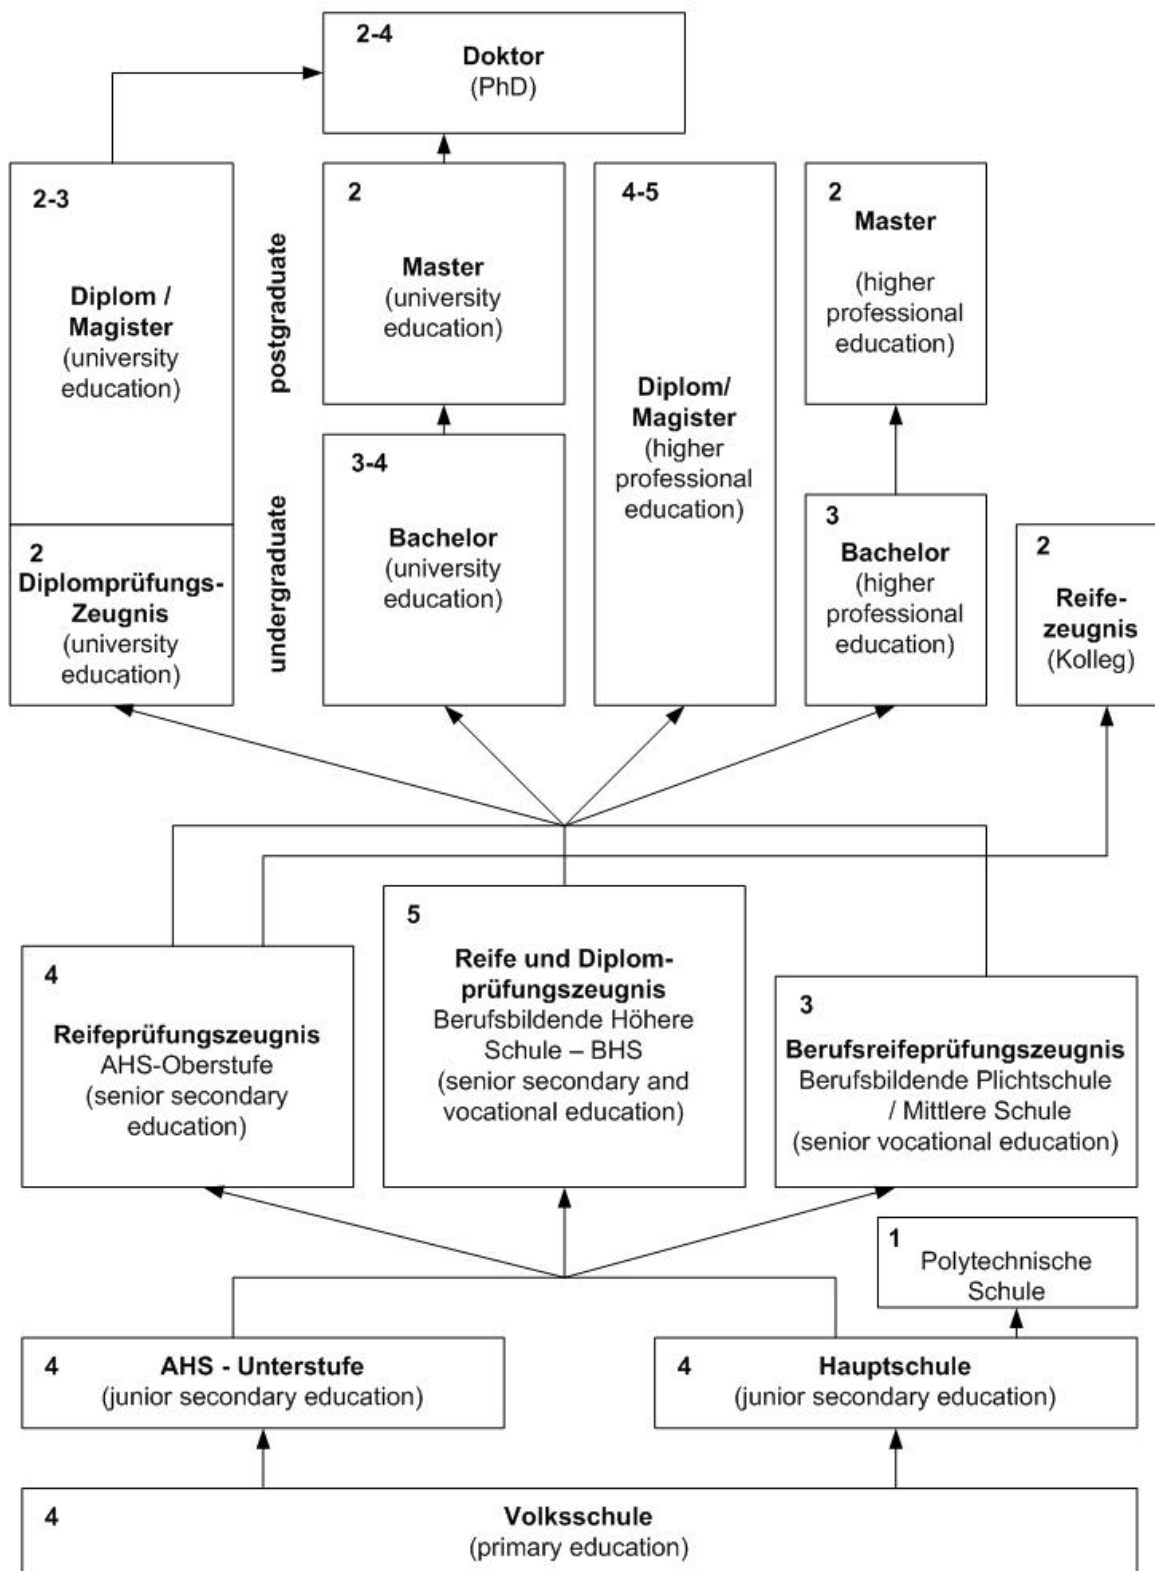 2-4
Doktor
(PhD)
2-3
Diplom /
Magister
(university
education)
postgraduate
2
Master
(university
education)
4-5
Diplom/
Magister
(higher
professional
education)
2
Master
(higher
professional
education)
2
Diplomprüfungs-
Zeugnis
(university
education)
undergraduate
3-4
Bachelor
(university
education)
3
Bachelor
(higher
professional
education)
2
Reife-
zeugnis
(Kolleg)
4
Reifeprüfungszeugnis
AHS-Oberstufe
(senior secondary
education)
5
Reife und Diplom-
prüfungszeugnis
Berufsbildende Höhere
Schule – BHS
(senior secondary and
vocational education)
3
Berufsreifeprüfungszeugnis
Berufsbildende Plichtschule
/ Mittlere Schule
(senior vocational education)
1
Polytechnische
Schule
4
AHS - Unterstufe
(junior secondary education)
4
Hauptschule
(junior secondary education)
4
Volksschule
(primary education)